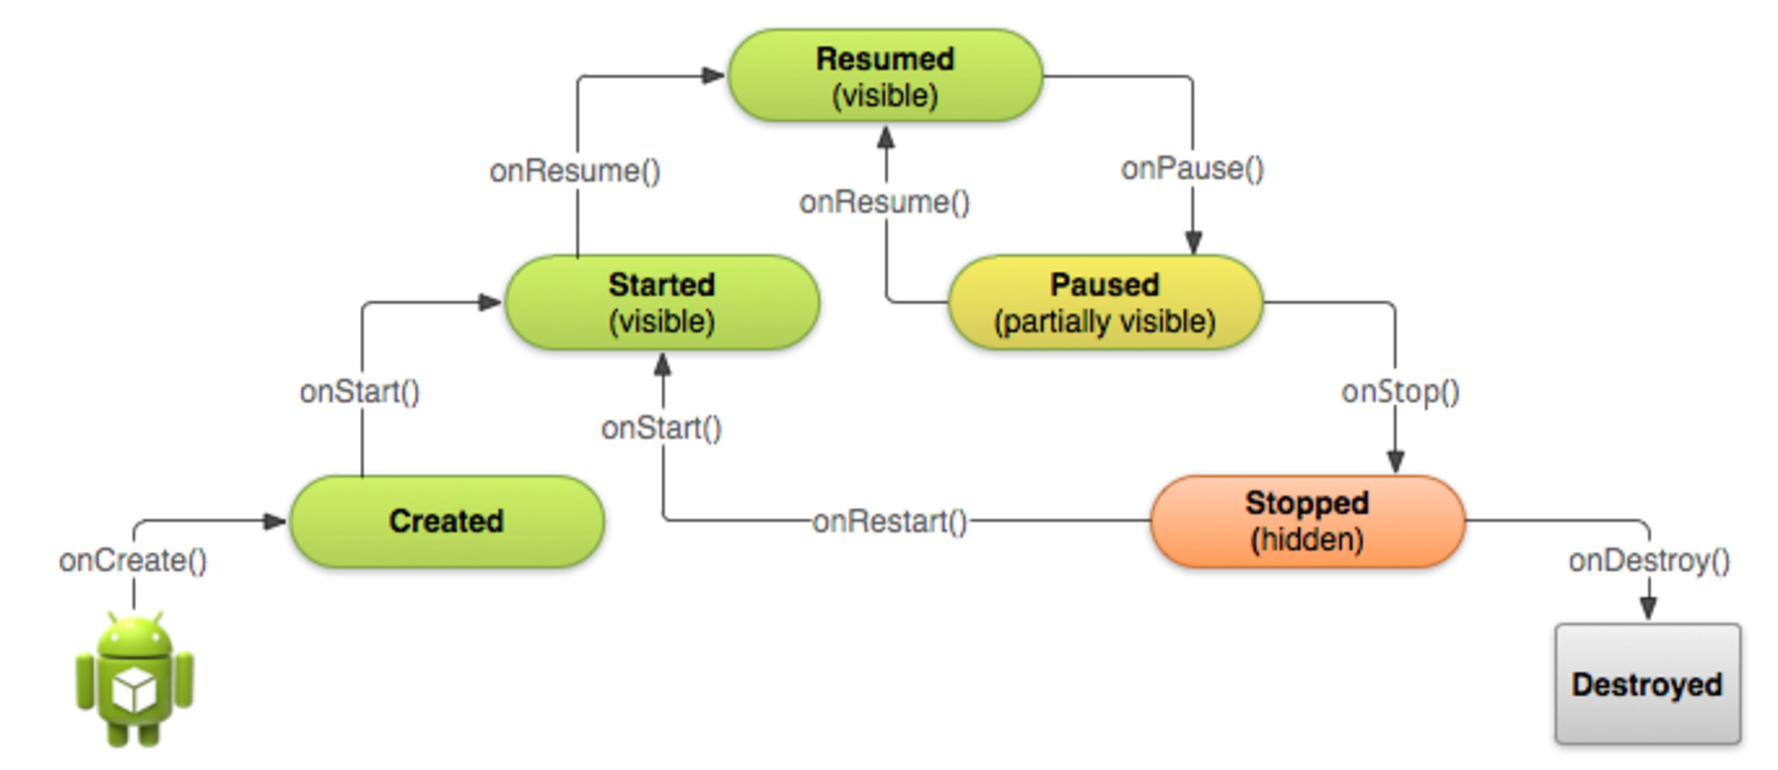 Resumed
(visible)
onResume()
onPause()
onResume()
Started
(visible)
Paused
(partially visible)
onStart()
onStop()
onStart()
Created
onRestart()
Stopped
(hidden)
onCreate()
onDestroy()
Destroyed